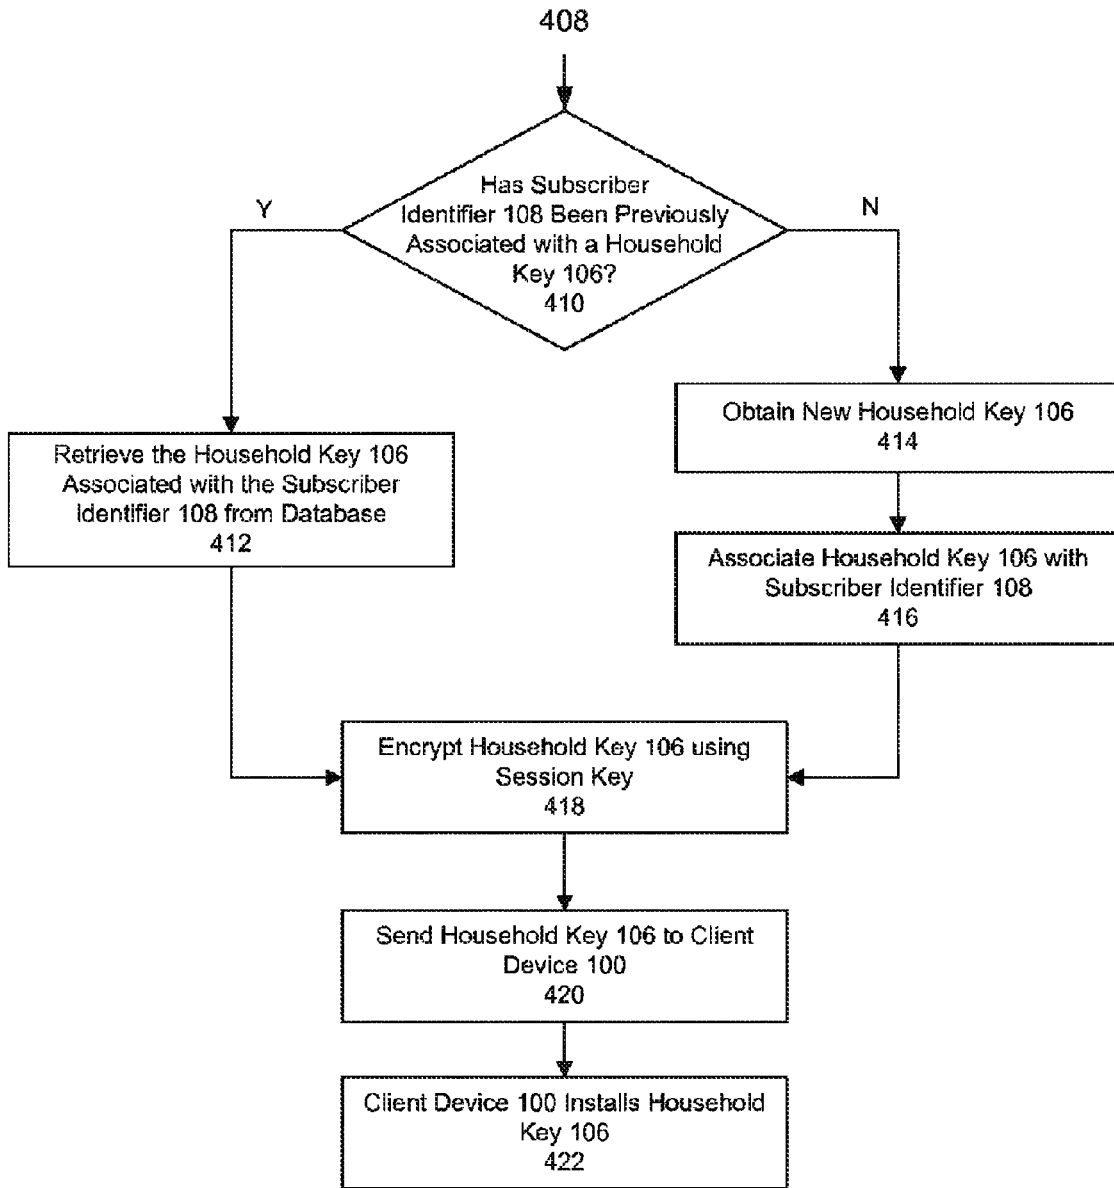 408
Has Subscriber
Identifier 108 Been Previously
Associated with a Household
Key 106?
410
Y
N
Retrieve the Household Key 106
Associated with the Subscriber
Identifier 108 from Database
412
Obtain New Household Key 106
414
Associate Household Key 106 with
Subscriber Identifier 108
416
Encrypt Household Key 106 using
Session Key
418
Send Household Key 106 to Client
Device 100
420
Client Device 100 Installs Household
Key 106
422